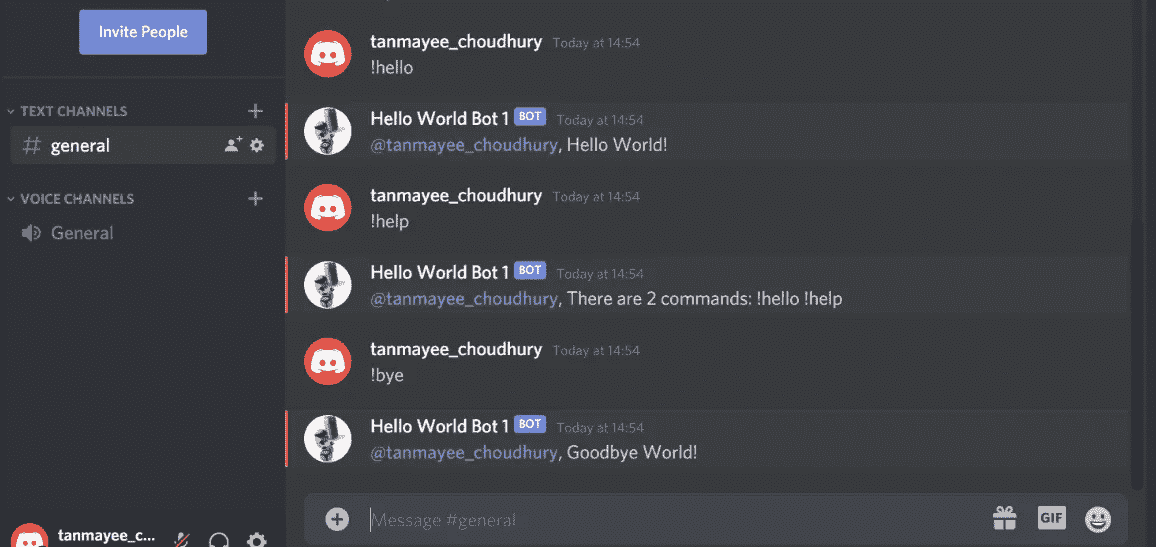 Invite People
TEXT CHANNELS
# general
VOICE CHANNELS
General
tanmayee_c...
tanmayee_choudhury Today at 14:54
!hello
Hello World Bot 1 BOT Today at 14:54
@tanmayee_choudhury, Hello World!
tanmayee_choudhury Today at 14:54
!help
Hello World Bot 1 BOT Today at 14:54
@tanmayee_choudhury, There are 2 commands: !hello !help
tanmayee_choudhury Today at 14:54
!bye
Hello World Bot 1 BOT Today at 14:54
@tanmayee_choudhury, Goodbye World!
Message #general
GIF